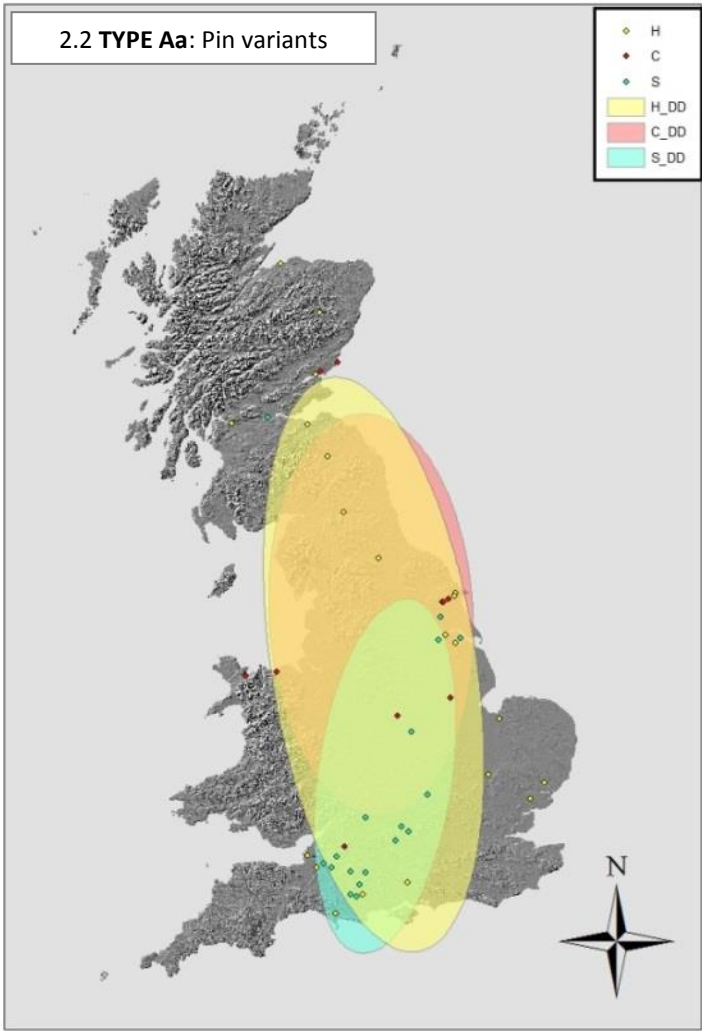 2.2 TYPE Aa: Pin variants
H
C
S
H_DD
C_DD
S_DD
N